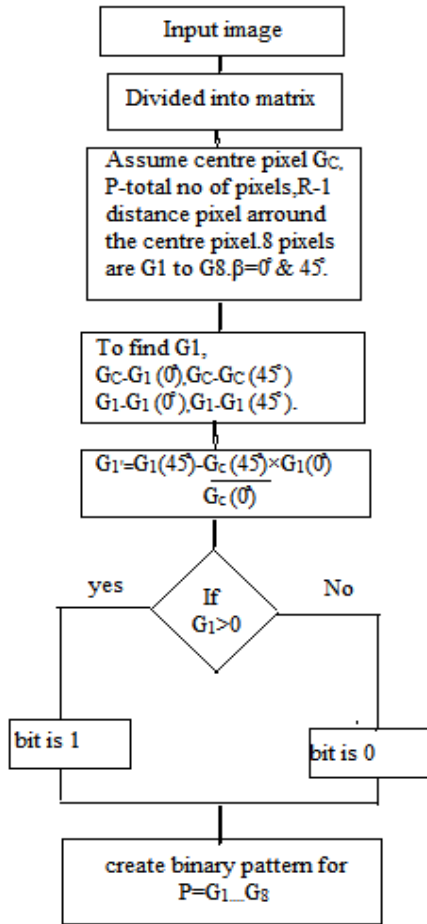 Input image
Divided into matrix
Assume centre pixel GC,
P-total no of pixels,R-1
distance pixel arround
the centre pixel.8 pixels
are G1 to G8.β=0° & 45°.
To find G1,
GC-G1(0°),GC-GC(45°)
G1-G1(0°),G1-G1(45°).
G1'=G1(45°)-Gc(45°)×G1(0°)
Gc(0°)
yes
If
No
G1>0
bit is 1
bit is 0
create binary pattern for
P=G1...G8